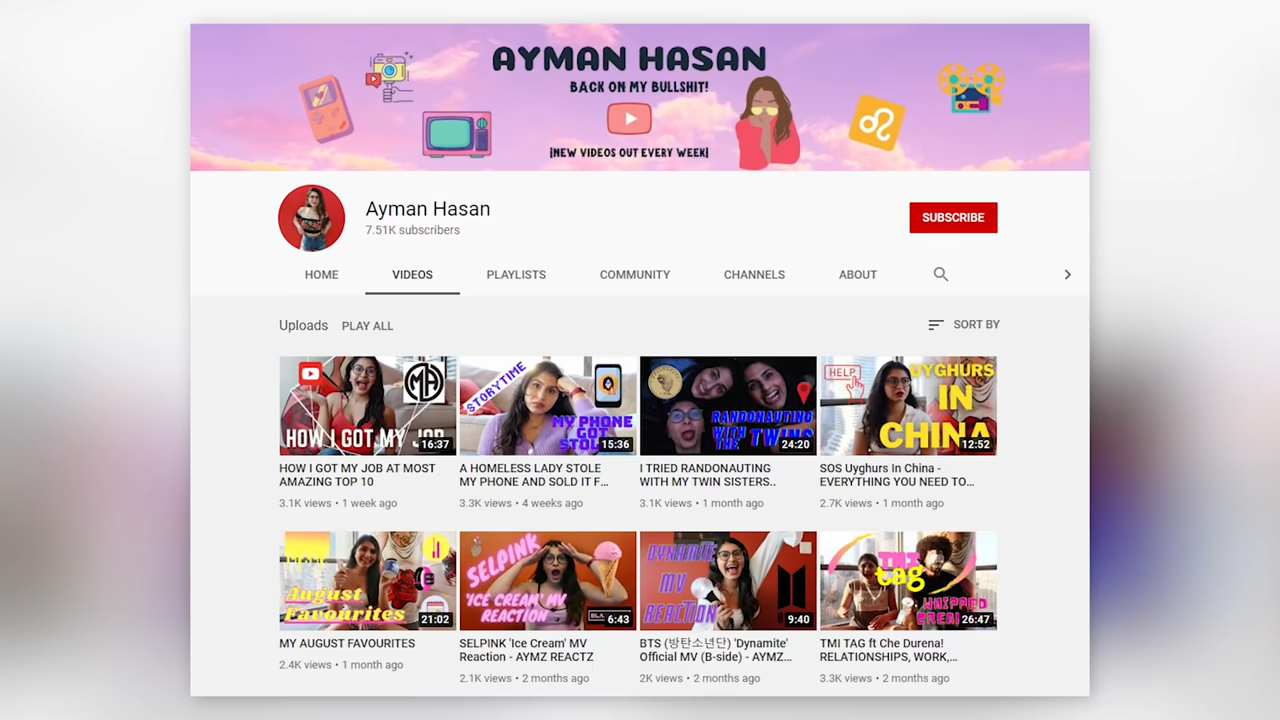 AYMAN HASAN
BACK ON MY BULLSHIT!
¡NEW VIDEOS OUT EVERY WEEK¡
Ayman Hasan
7.51K subscribers
SUBSCRIBE
HOME VIDEOS PLAYLISTS COMMUNITY CHANNELS ABOUT
Uploads PLAY ALL SORT BY
HOW I GOT MY JOB
16:37
STORYTIME
MY PHONE
GOT
STOL
15:36
RANDONAUTING
WITH THE TWINS
24:20
HELP
UYGHURS
IN
CHINA
12:52
HOW I GOT MY JOB AT MOST
AMAZING TOP 10
3.1K views • 1 week ago
A HOMELESS LADY STOLE
MY PHONE AND SOLD IT F...
3.3K views • 4 weeks ago
I TRIED RANDONAUTING
WITH MY TWIN SISTERS..
3.1K views • 1 month ago
SOS Uyghurs In China -
EVERYTHING YOU NEED TO...
2.7K views • 1 month ago
August
Favourites
21:02
SELPINK
'ICE CREAM' MV
REACTION
6:43
DYNAMITE
MV
REACTION
9:40
TMI
tag
WHIPPED
26:47
MY AUGUST FAVOURITES
2.4K views • 1 month ago
SELPINK 'Ice Cream' MV
Reaction - AYMZ REACTZ
2.1K views • 2 months ago
BTS (방탄소년단) 'Dynamite'
Official MV (B-side) - AYMZ...
2K views • 2 months ago
TMI TAG ft Che Durena!
RELATIONSHIPS, WORK,...
3.3K views • 2 months ago